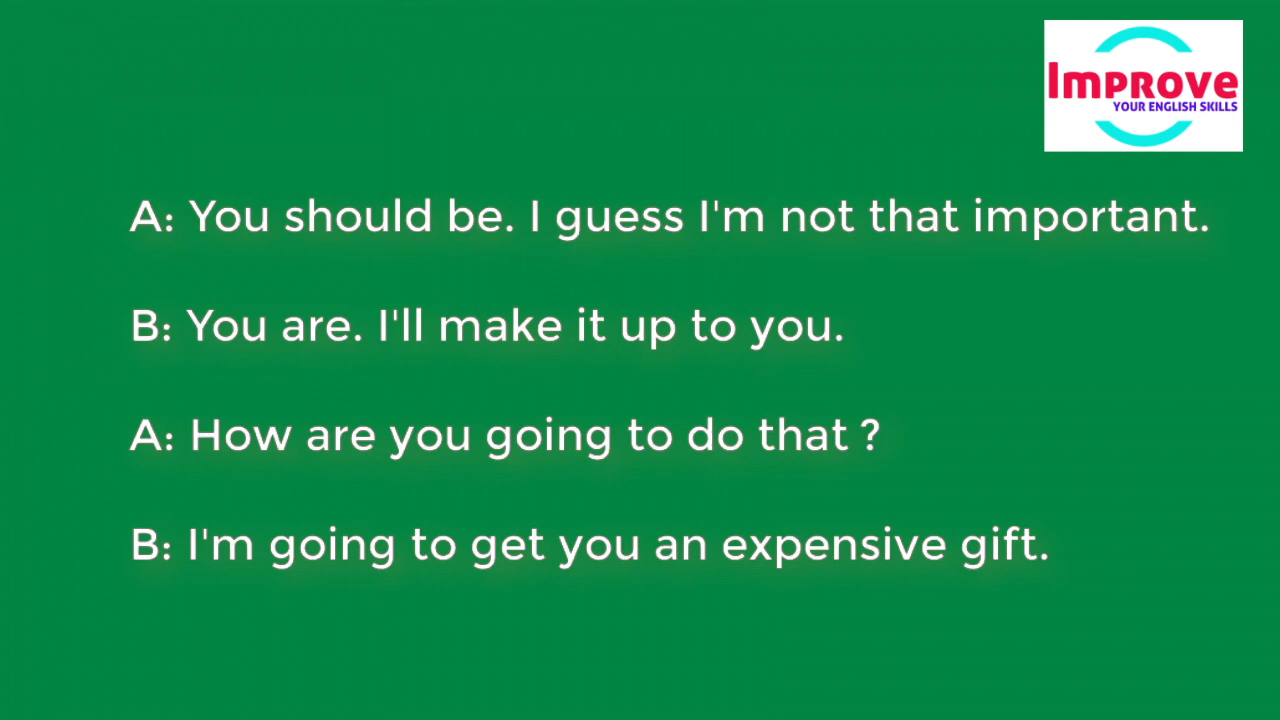 Improve
YOUR ENGLISH SKILLS
A: You should be. I guess I'm not that important.
B: You are. I'll make it up to you.
A: How are you going to do that ?
B: I'm going to get you an expensive gift.